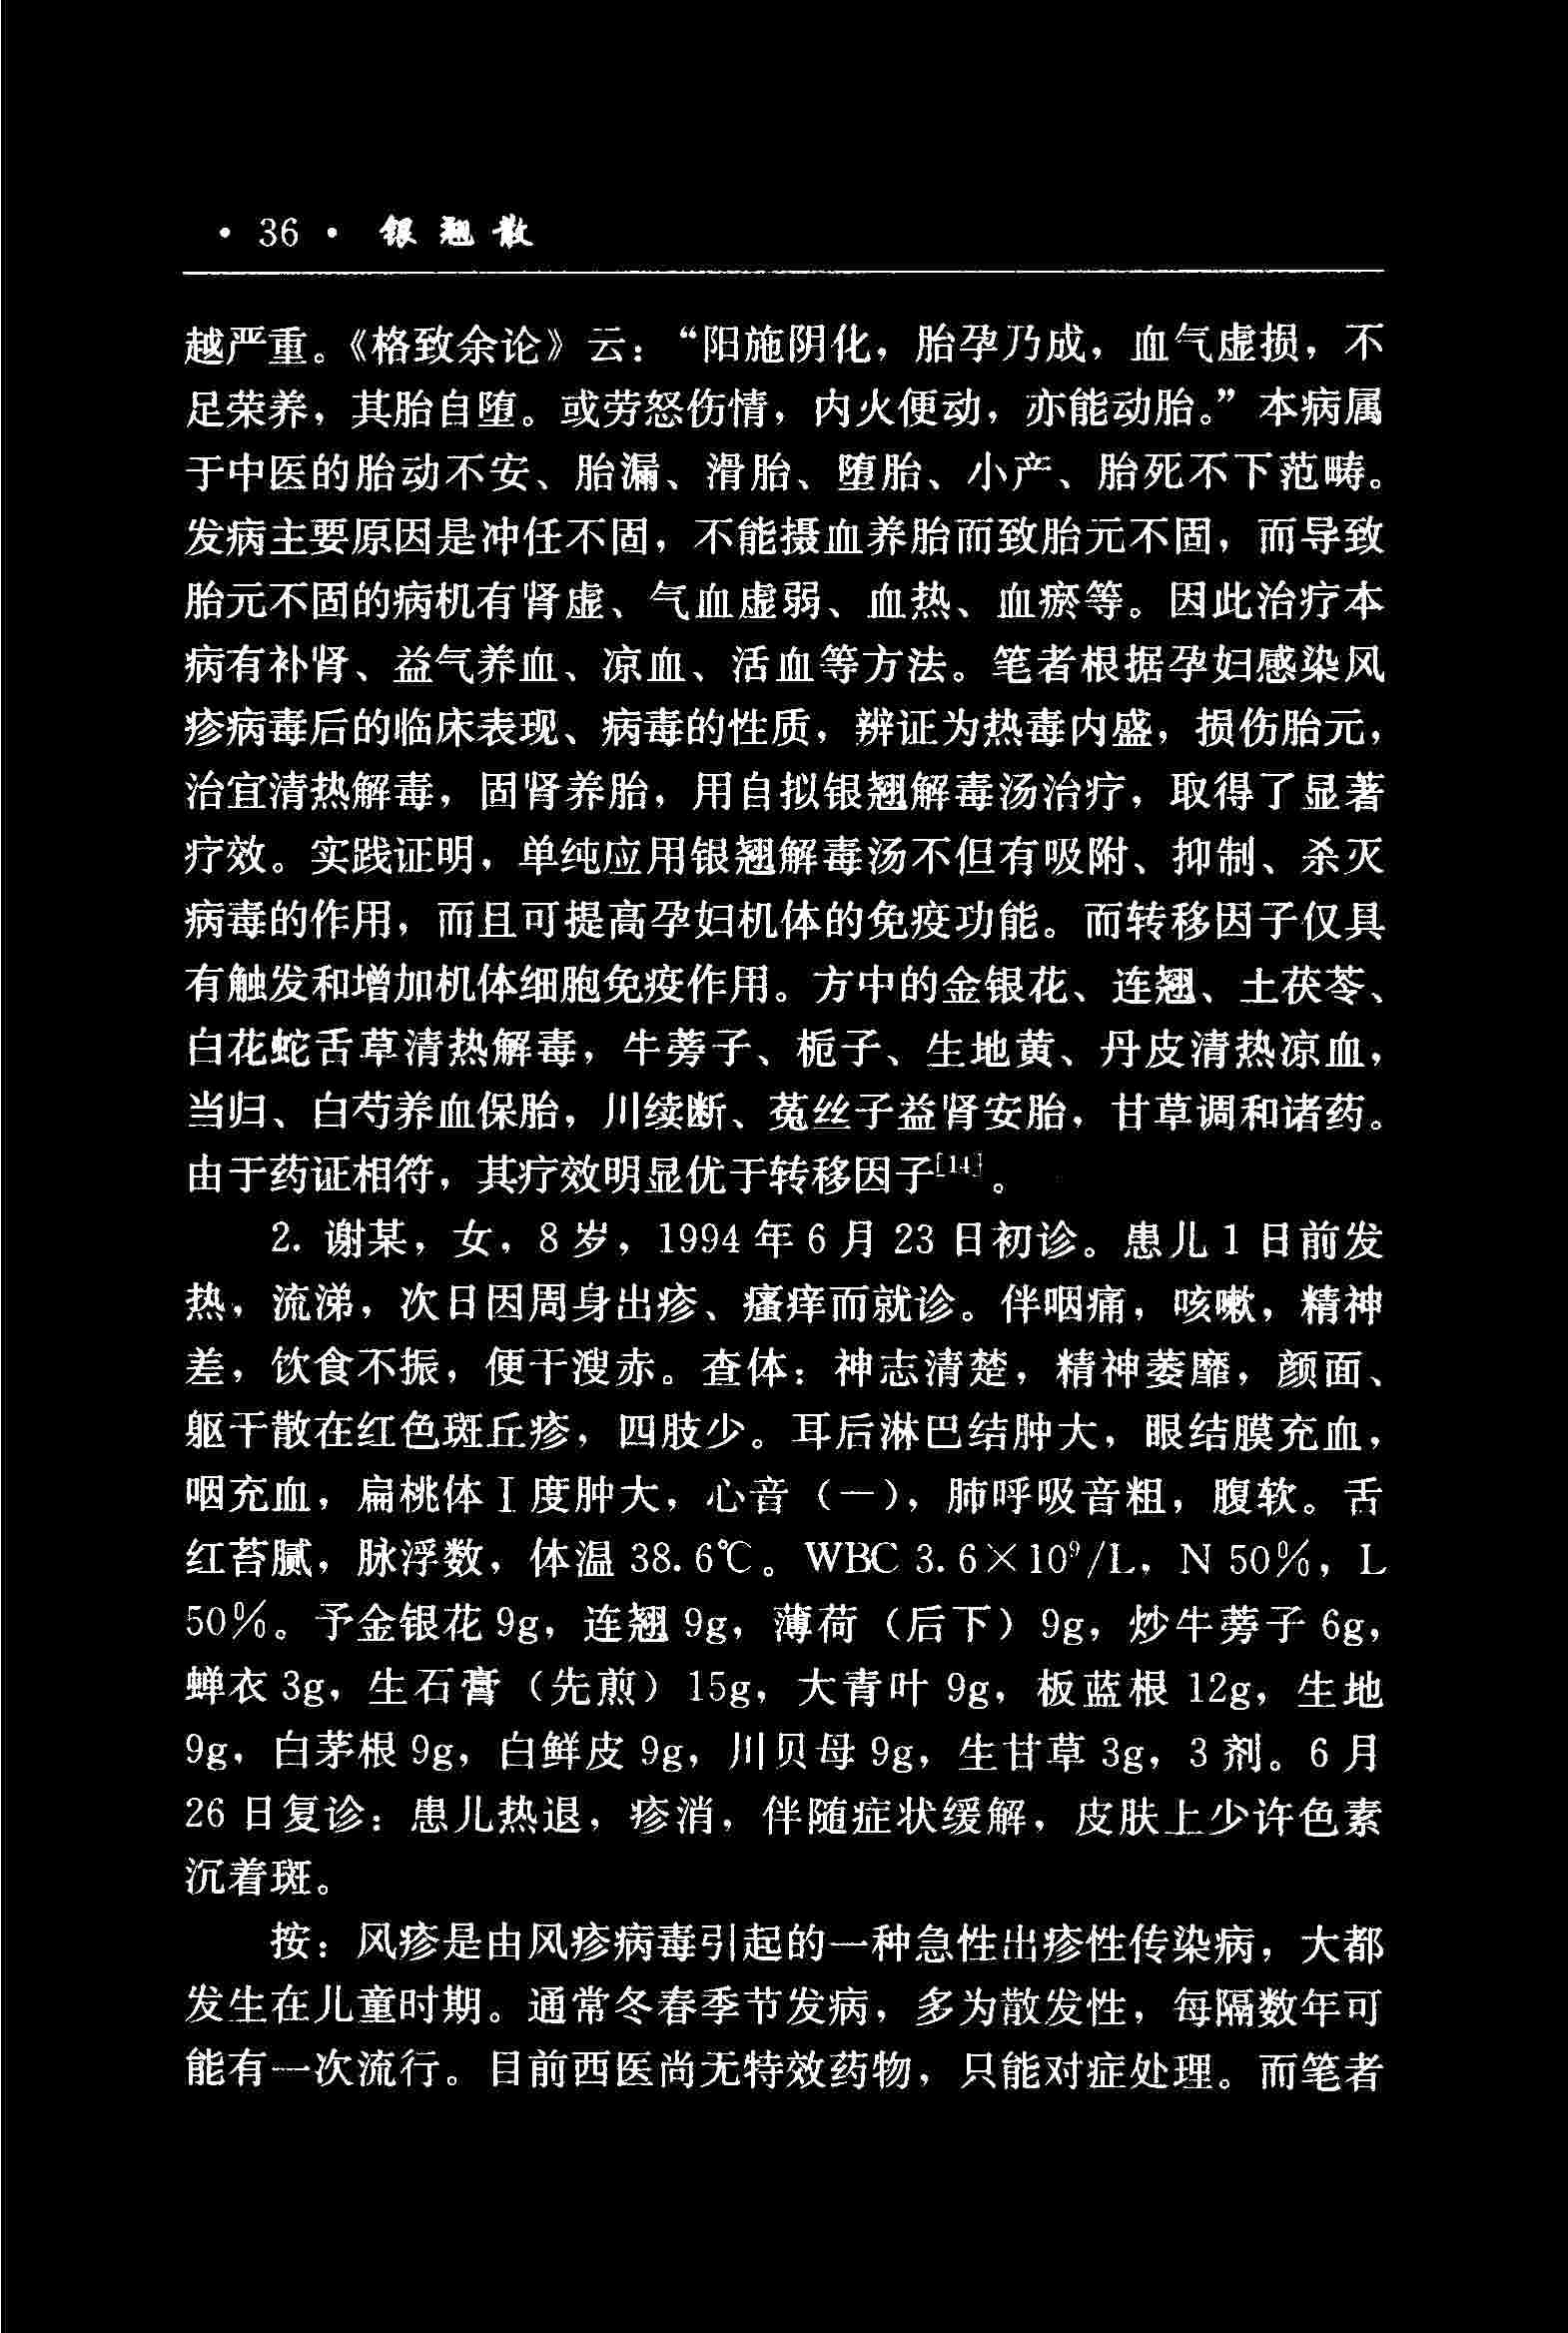 · 36 · 银翘散
越严重。《格致余论》云：“阳施阴化，胎孕乃成，血气虚损，不
足荣养，其胎自堕。或劳怒伤情，内火便动，亦能动胎。”本病属
于中医的胎动不安、胎漏、滑胎、堕胎、小产、胎死不下范畴。
发病主要原因是冲任不固，不能摄血养胎而致胎元不固，而导致
胎元不固的病机有肾虚、气血虚弱、血热、血瘀等。因此治疗本
病有补肾、益气养血、凉血、活血等方法。笔者根据孕妇感染风
疹病毒后的临床表现、病毒的性质，辨证为热毒内盛，损伤胎元，
治宜清热解毒，固肾养胎，用自拟银翘解毒汤治疗，取得了显著
疗效。实践证明，单纯应用银翘解毒汤不但有吸附、抑制、杀灭
病毒的作用，而且可提高孕妇机体的免疫功能。而转移因子仅具
有触发和增加机体细胞免疫作用。方中的金银花、连翘、土茯苓、
白花蛇舌草清热解毒，牛蒡子、栀子、生地黄、丹皮清热凉血，
当归、白芍养血保胎，川续断、菟丝子益肾安胎，甘草调和诸药。
由于药证相符，其疗效明显优于转移因子[14]。
2. 谢某，女，8 岁，1994 年 6 月 23 日初诊。患儿 1 日前发
热，流涕，次日因周身出疹、瘙痒而就诊。伴咽痛，咳嗽，精神
差，饮食不振，便干溲赤。查体：神志清楚，精神萎靡，颜面、
躯干散在红色斑丘疹，四肢少。耳后淋巴结肿大，眼结膜充血，
咽充血，扁桃体 I 度肿大，心音（一），肺呼吸音粗，腹软。舌
红苔腻，脉浮数，体温 38.6℃。WBC 3.6×10⁹/L，N 50%，L
50%。予金银花 9g，连翘 9g，薄荷（后下）9g，炒牛蒡子 6g，
蝉衣 3g，生石膏（先煎）15g，大青叶 9g，板蓝根 12g，生地
9g，白茅根 9g，白鲜皮 9g，川贝母 9g，生甘草 3g，3 剂。6 月
26 日复诊：患儿热退，疹消，伴随症状缓解，皮肤上少许色素
沉着斑。
按：风疹是由风疹病毒引起的一种急性出疹性传染病，大都
发生在儿童时期。通常冬春季节发病，多为散发性，每隔数年可
能有一次流行。目前西医尚无特效药物，只能对症处理。而笔者